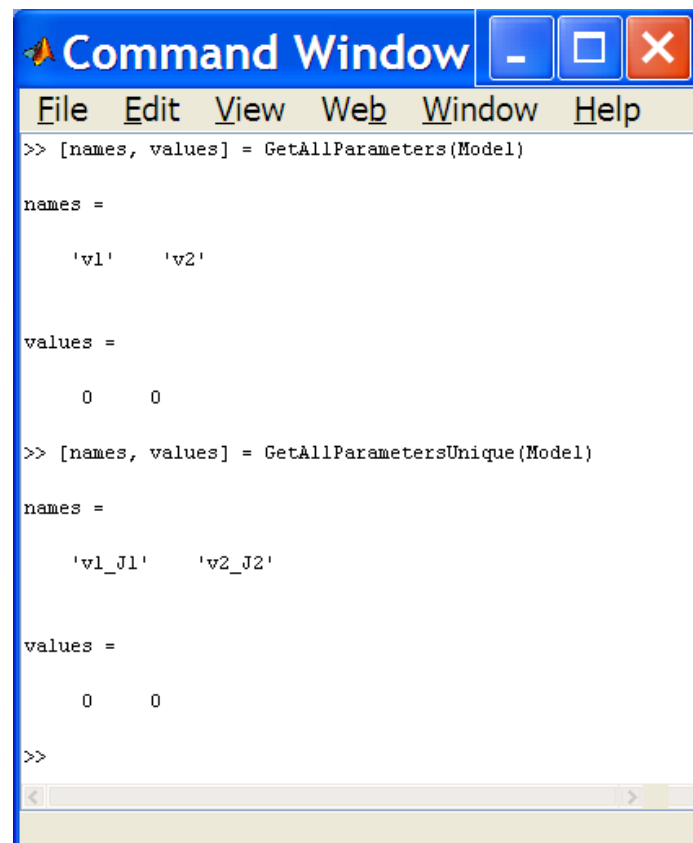 Command Window
File Edit View Web Window Help
>> [names, values] = GetAllParameters(Model)
names =
'v1' 'v2'
values =
0 0
>> [names, values] = GetAllParametersUnique(Model)
names =
'v1_J1' 'v2_J2'
values =
0 0
>>